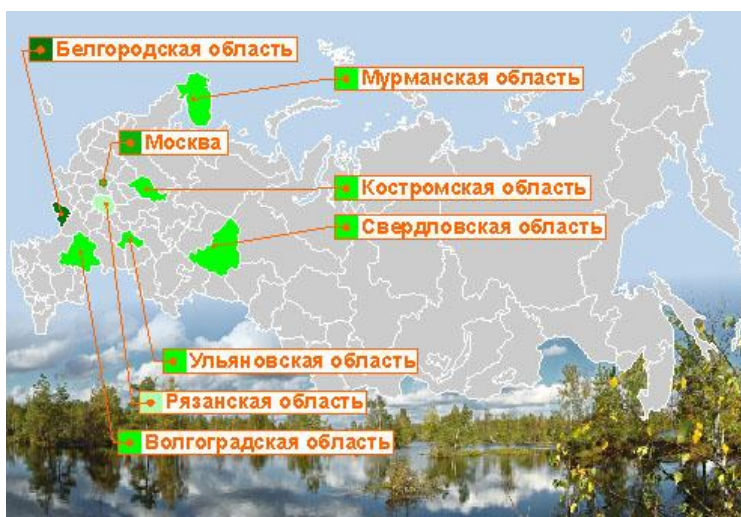 Белгородская область
Мурманская область
Москва
Костромская область
Свердловская область
Ульяновская область
Рязанская область
Волгоградская область